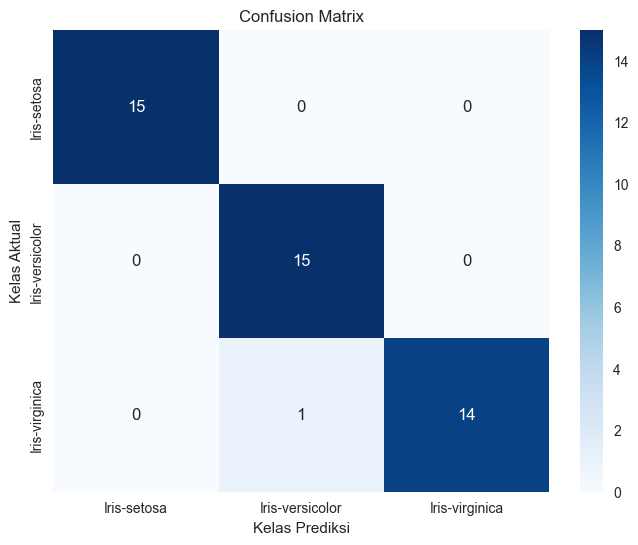 Confusion Matrix
Kelas Aktual
Iris-setosa
15 0 0
Iris-versicolor
0 15 0
Iris-virginica
0 1 14
Iris-setosa Iris-versicolor Iris-virginica
Kelas Prediksi
14
12
10
8
6
4
2
0